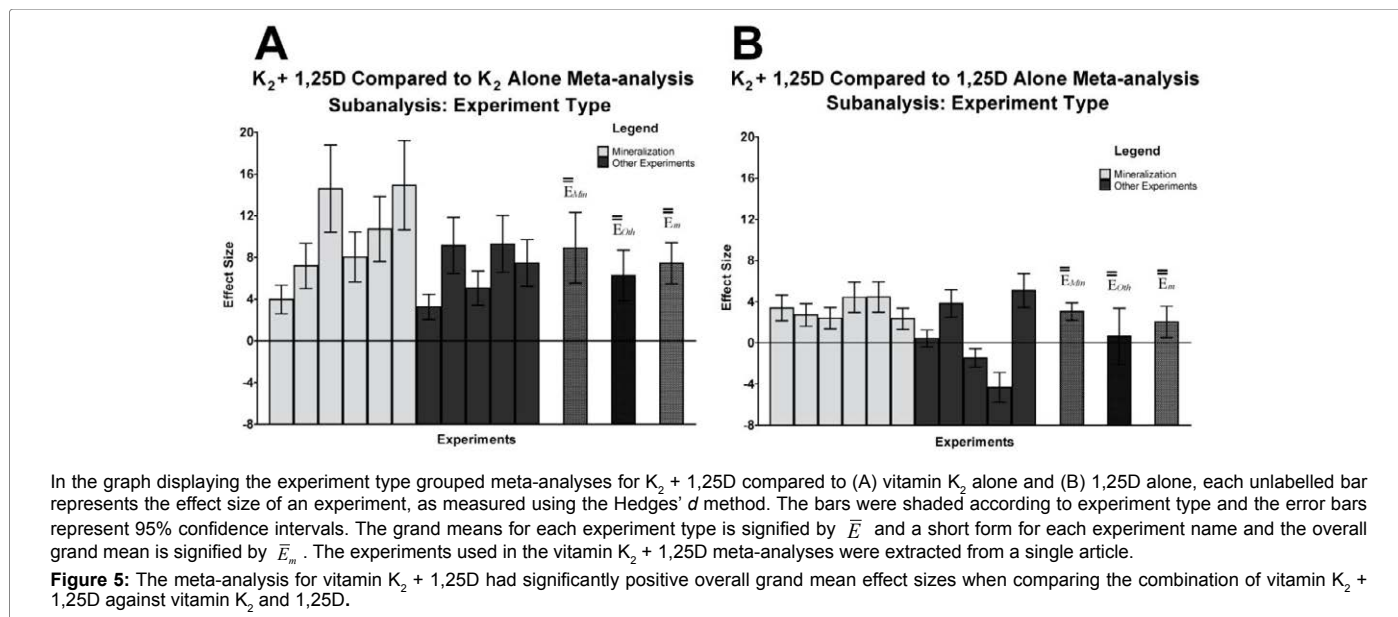 A
K₂ + 1,25D Compared to K₂ Alone Meta-analysis
Subanalysis: Experiment Type
Legend
Mineralization
Other Experiments
20
16
12
8
4
0
-4
-8
Effect Size
E̿Min
E̿Oth
E̿m
Experiments
B
K₂ + 1,25D Compared to 1,25D Alone Meta-analysis
Subanalysis: Experiment Type
Legend
Mineralization
Other Experiments
20
16
12
8
4
0
-4
-8
Effect Size
E̿Min
E̿Oth
E̿m
Experiments
In the graph displaying the experiment type grouped meta-analyses for K₂ + 1,25D compared to (A) vitamin K₂ alone and (B) 1,25D alone, each unlabelled bar
represents the effect size of an experiment, as measured using the Hedges' d method. The bars were shaded according to experiment type and the error bars
represent 95% confidence intervals. The grand means for each experiment type is signified by E̿ and a short form for each experiment name and the overall
grand mean is signified by E̿m. The experiments used in the vitamin K₂ + 1,25D meta-analyses were extracted from a single article.
Figure 5: The meta-analysis for vitamin K₂ + 1,25D had significantly positive overall grand mean effect sizes when comparing the combination of vitamin K₂ +
1,25D against vitamin K₂ and 1,25D.